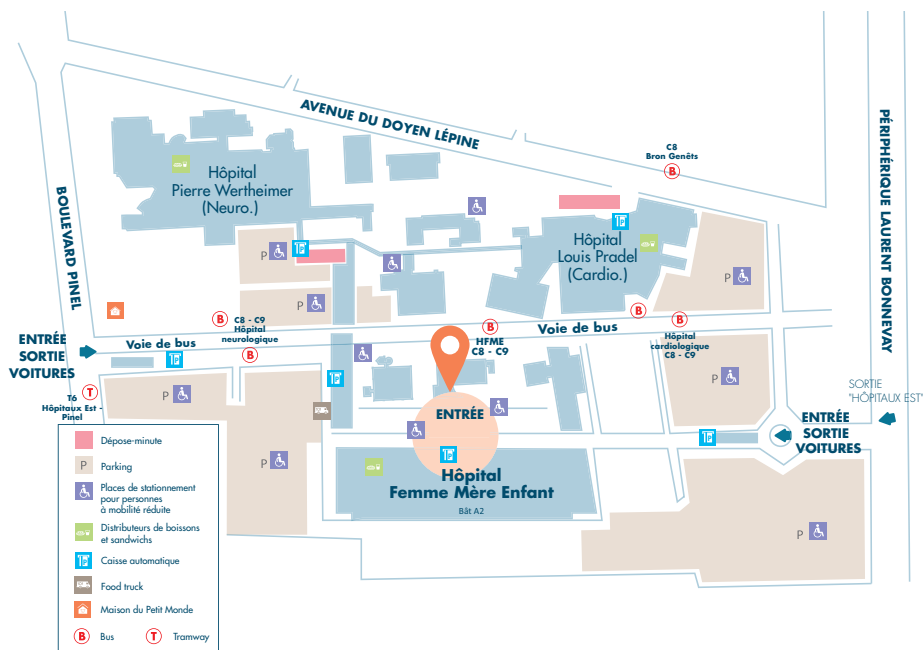 AVENUE DU DOYEN LÉPINE
C8
Bron Genêts
B
PÉRIPHÉRIQUE LAURENT BONNEVAY
BOULEVARD PINEL
Hôpital
Pierre Wertheimer
(Neuro.)
Hôpital
Louis Pradel
(Cardio.)
P
P
P
B
C8 - C9
Hôpital
neurologique
B
Voie de bus
B
HFME
C8 - C9
Voie de bus
B
B
Hôpital
cardiologique
C8 - C9
ENTRÉE
SORTIE
VOITURES
T
T6
Hôpitaux Est -
Pinel
P
P
P
P
SORTIE
"HÔPITAUX EST"
ENTRÉE
SORTIE
VOITURES
ENTRÉE
Hôpital
Femme Mère Enfant
Bât A2
Dépose-minute
P
Parking
Places de stationnement
pour personnes
à mobilité réduite
Distributeurs de boissons
et sandwichs
Caisse automatique
Food truck
Maison du Petit Monde
B Bus
T Tramway